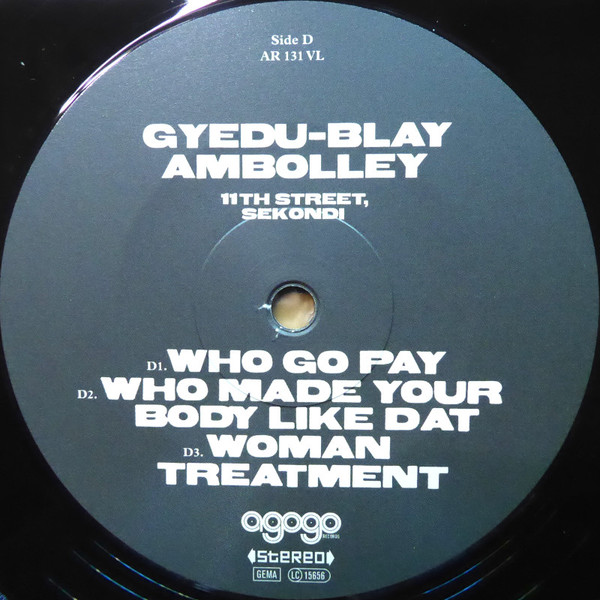 Side D
AR 131 VL
GYEDU-BLAY
AMBOLLEY
11TH STREET,
SEKONDI
D1. WHO GO PAY
D2. WHO MADE YOUR
BODY LIKE DAT
D3. WOMAN
TREATMENT
agogo
RECORDS
stereo
GEMA LC 15656